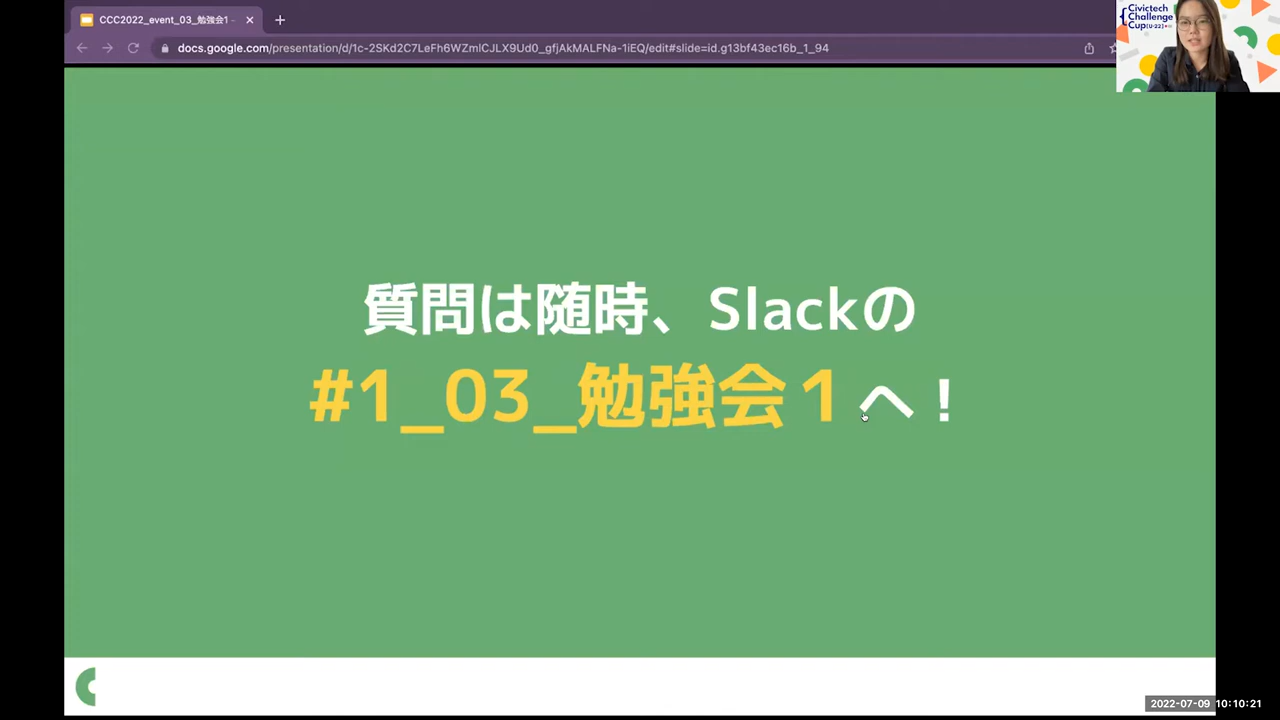 CCC2022_event_03_勉強会1 -
docs.google.com/presentation/d/1c-2SKd2C7LeFh6WZmlCJLX9Ud0_gfjAkMALFNa-1iEQ/edit#slide=id.g13bf43ec16b_1_94
Civictech
Challenge
Cup[U-22]
質問は随時、Slackの
#1_03_勉強会１へ！
2022-07-09 10:10:21